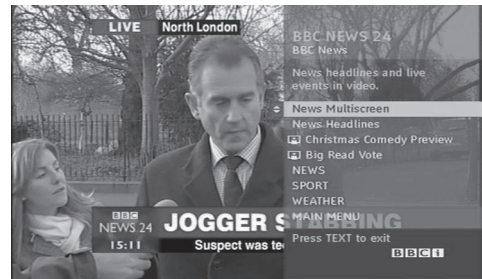 LIVE North London
BBC NEWS 24
BBC News
News headlines and live
events in video.
News Multiscreen
News Headlines
Christmas Comedy Preview
Big Read Vote
NEWS
SPORT
WEATHER
MAIN MENU
Press TEXT to exit
BBCi
BBC
NEWS 24
15:11
JOGGER STABBING
Suspect was